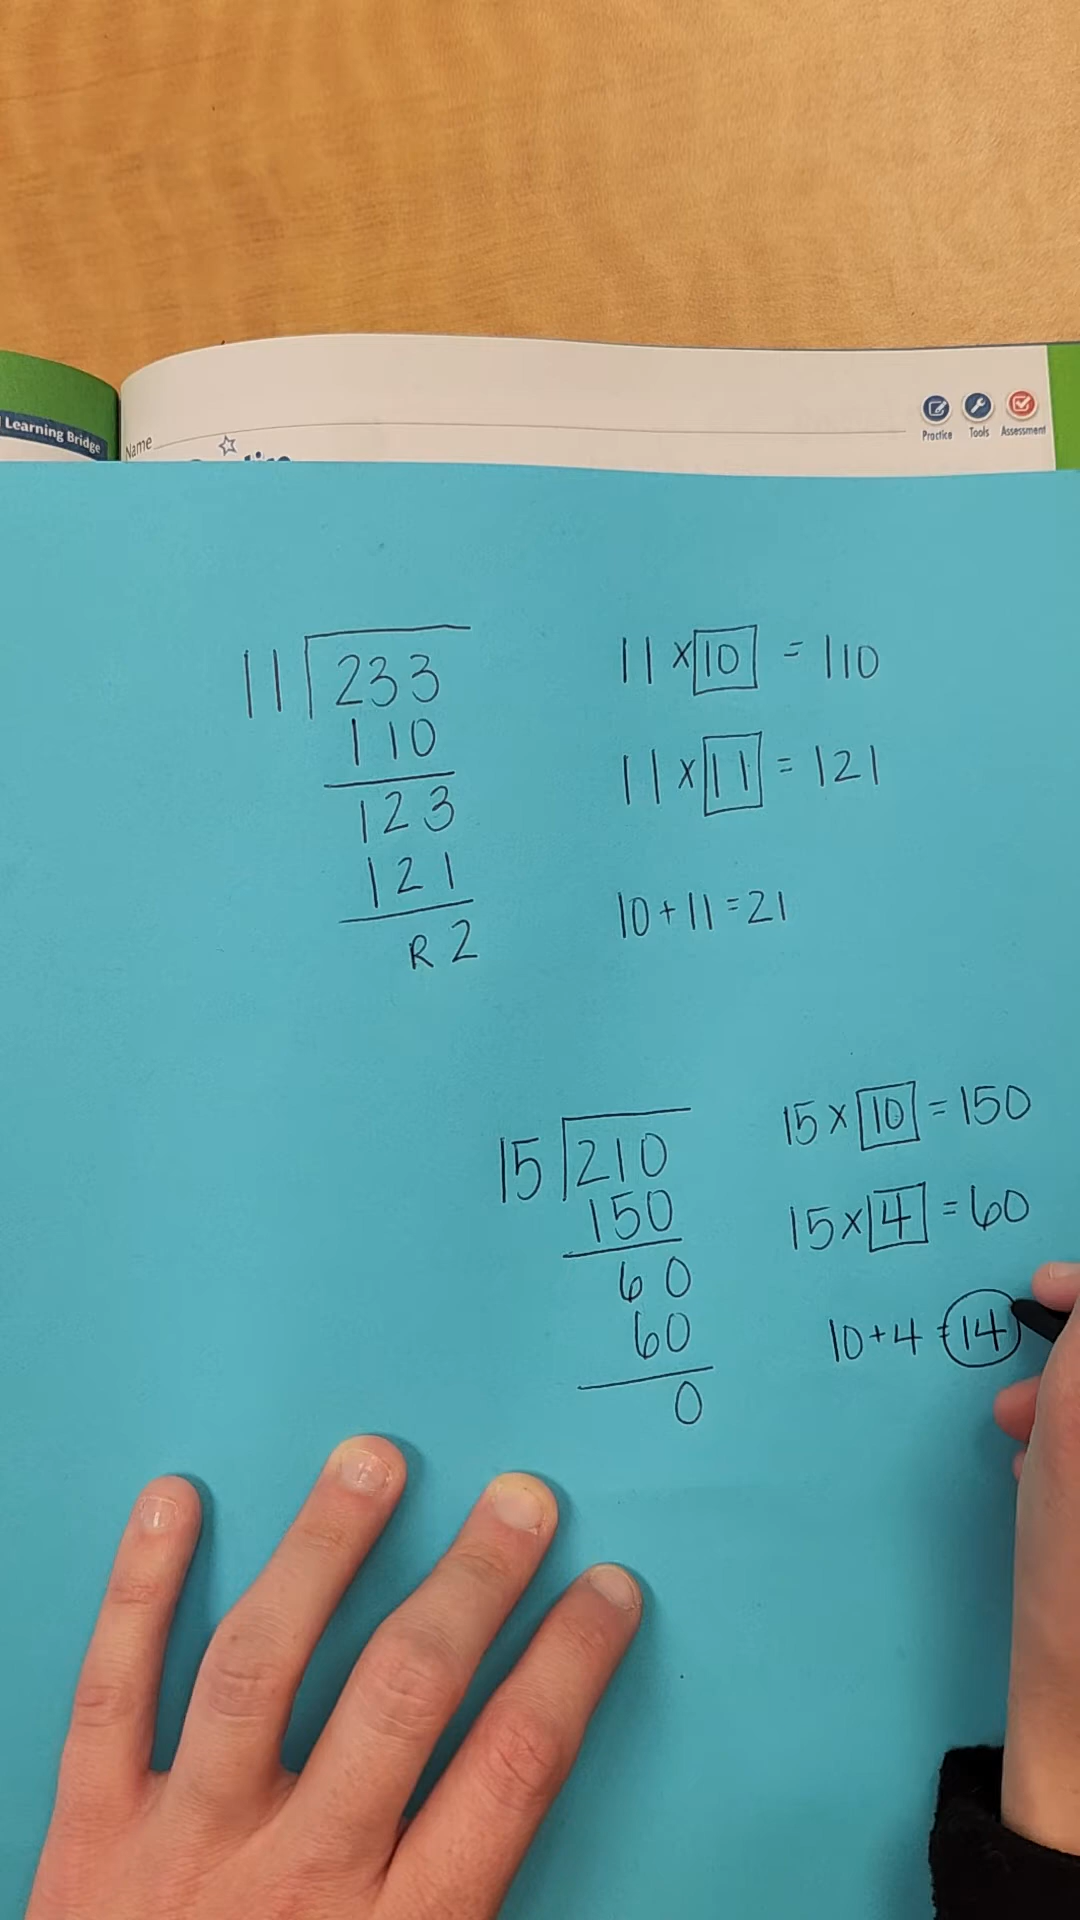 Learning Bridge
Name
Practice Tools Assessment
11 233
110
123
121
R 2
11 × 10 = 110
11 × 11 = 121
10 + 11 = 21
15 210
150
60
60
0
15 × 10 = 150
15 × 4 = 60
10 + 4 = 14